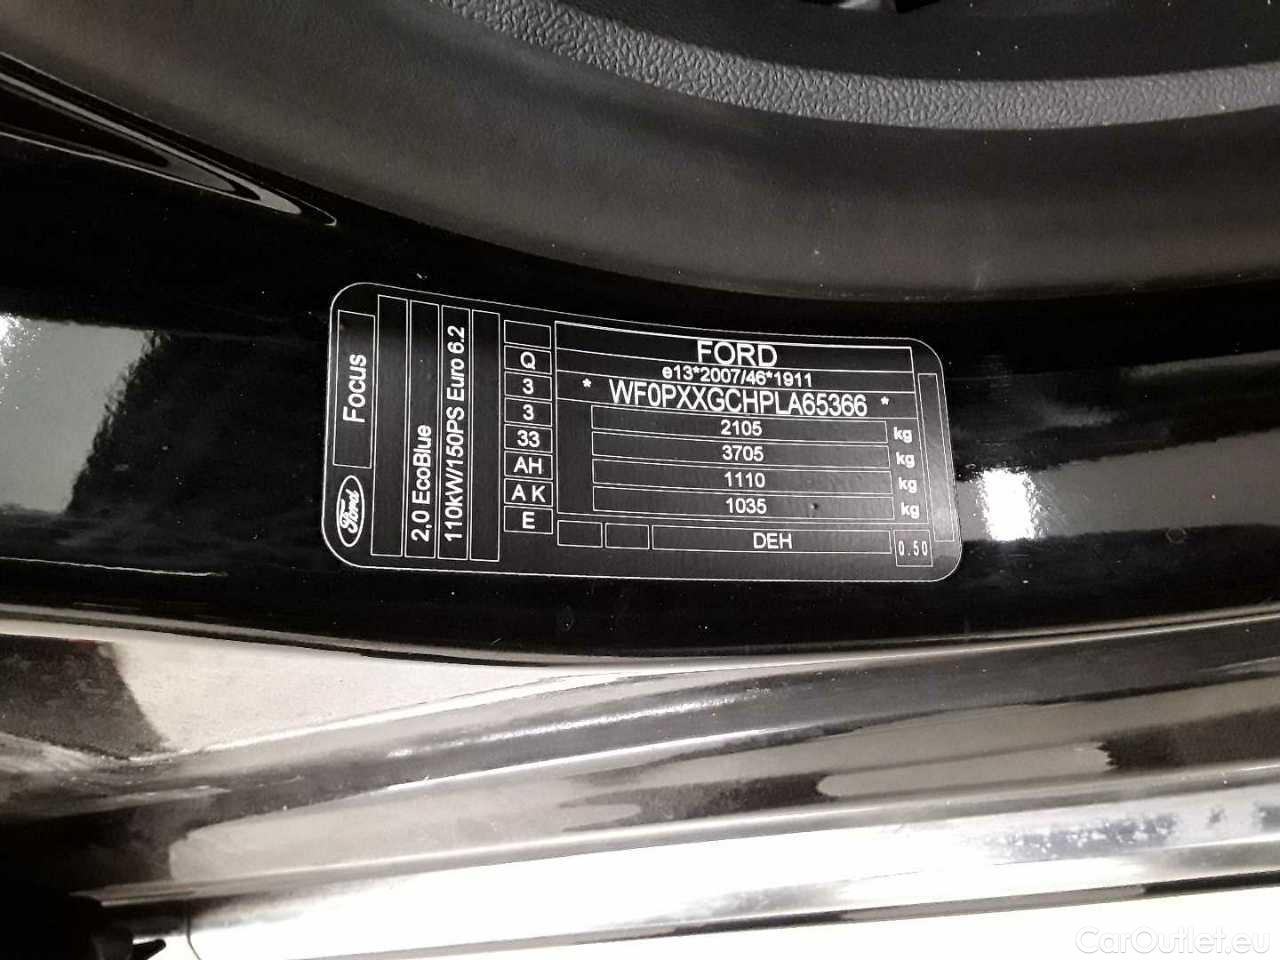 FORD
e13*2007/46*1911
* WF0PXXGCHPLA65366 *
2105 kg
3705 kg
1110 kg
1035 kg
DEH
0.50
Q
3
3
33
AH
A K
E
Focus
Ford
2,0 EcoBlue
110kW/150PS Euro 6.2
CarOutlet.eu